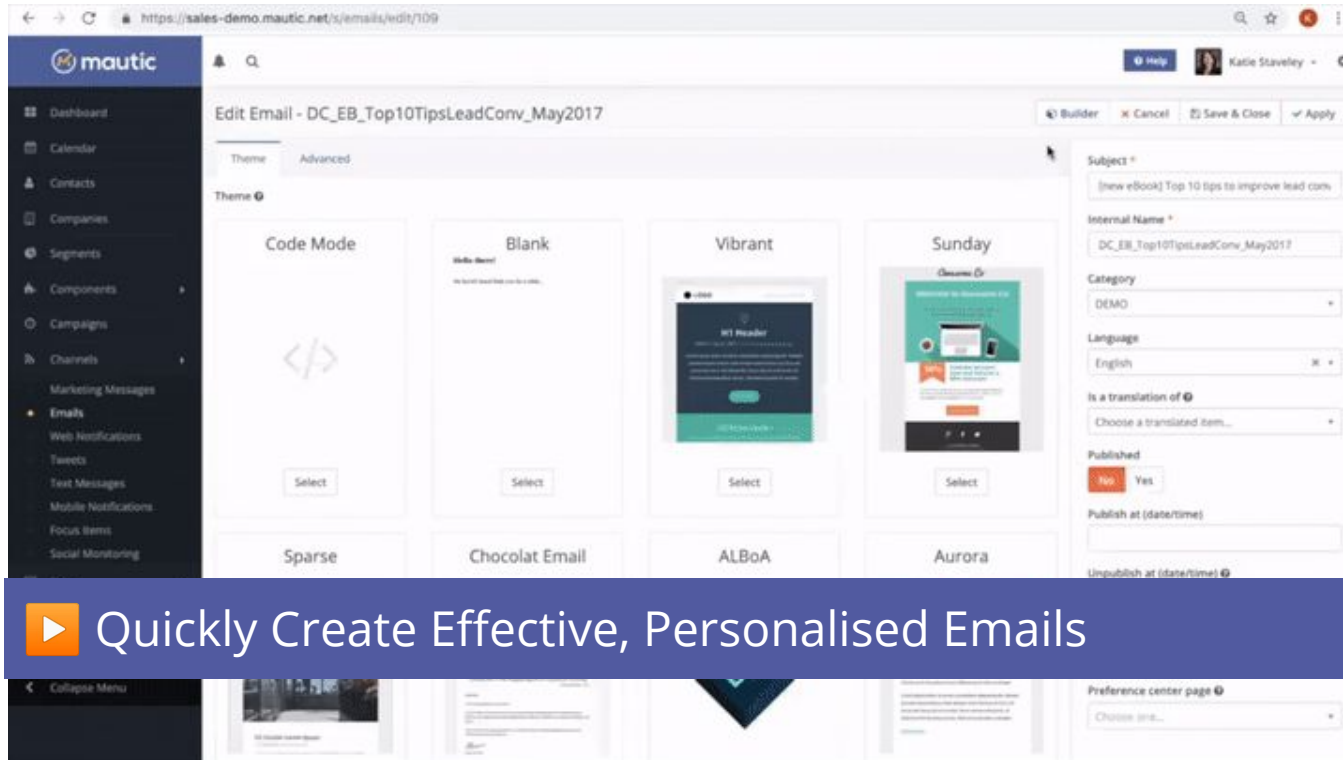 https://sales-demo.mautic.net/s/emails/edit/109
mautic
Help
Katie Staveley
Dashboard
Calendar
Contacts
Companies
Segments
Components
Campaigns
Channels
Marketing Messages
Emails
Web Notifications
Tweets
Text Messages
Mobile Notifications
Focus Items
Social Monitoring
Collapse Menu
Edit Email - DC_EB_Top10TipsLeadConv_May2017
Builder
Cancel
Save & Close
Apply
Theme
Advanced
Theme
Code Mode
Blank
Vibrant
Sunday
Hello there!
LOGO
H1 Header
Awesome Co
Select
Select
Select
Select
Sparse
Chocolat Email
ALBoA
Aurora
Subject *
[new eBook] Top 10 tips to improve lead conv
Internal Name *
DC_EB_Top10TipsLeadConv_May2017
Category
DEMO
Language
English
Is a translation of
Choose a translated item...
Published
No Yes
Publish at (date/time)
Unpublish at (date/time)
Quickly Create Effective, Personalised Emails
Preference center page
Choose one...